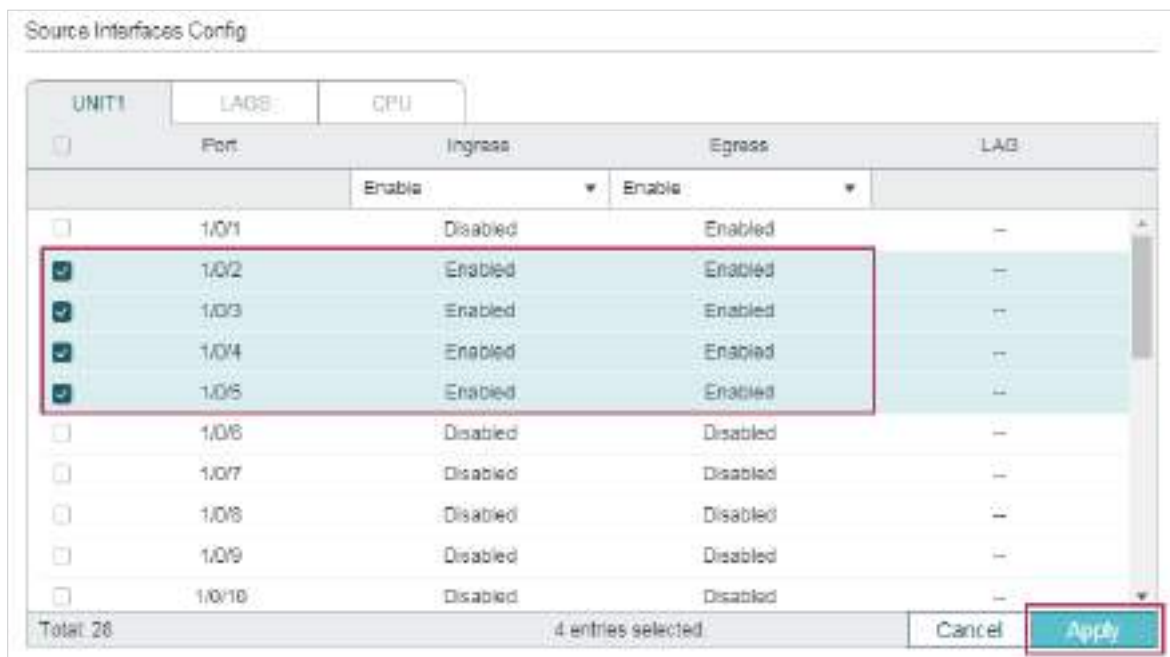 Source Interfaces Config
UNIT1 LAGS CPU
Port Ingress Egress LAG
Enable Enable
1/0/1 Disabled Enabled --
1/0/2 Enabled Enabled --
1/0/3 Enabled Enabled --
1/0/4 Enabled Enabled --
1/0/5 Enabled Enabled --
1/0/6 Disabled Disabled --
1/0/7 Disabled Disabled --
1/0/8 Disabled Disabled --
1/0/9 Disabled Disabled --
1/0/10 Disabled Disabled --
Total: 28 4 entries selected Cancel Apply